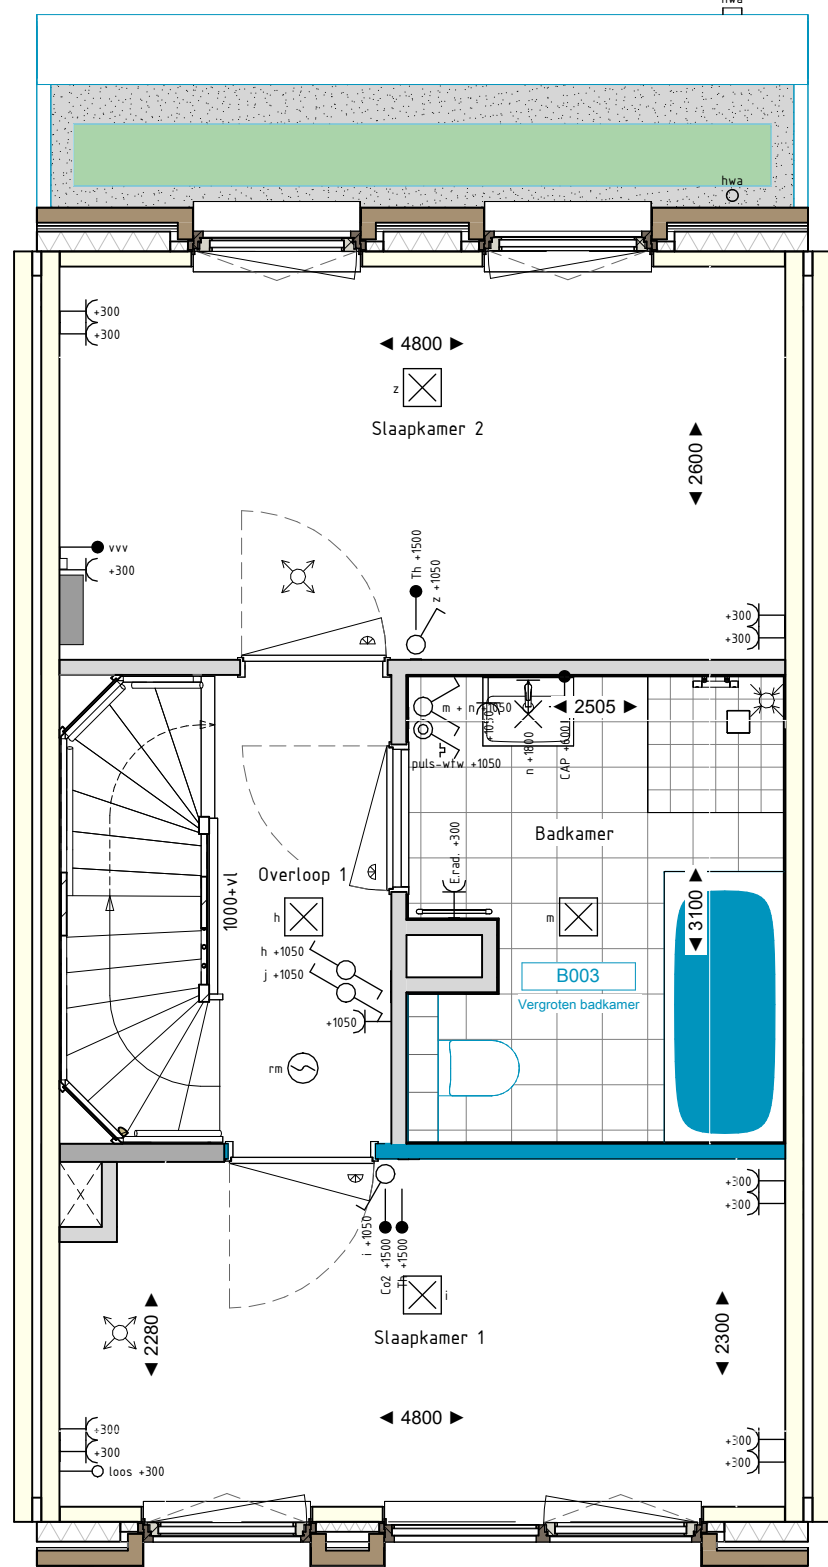 hwa
hwa
+300
+300
4800
z
Slaapkamer 2
2600
vvv
+300
Th +1500
z +1050
+300
+300
m + n +1050
+1050
2505
puls-wtw +1050
n +1800
CAP +600
Badkamer
E.rad. +300
Overloop 1
1000+vl
h
m
3100
h +1050
j +1050
B003
Vergroten badkamer
+1050
rm
+300
+300
i +1050
Co2 +1500
Th +1500
i
Slaapkamer 1
2280
2300
4800
+300
+300
loos +300
+300
+300